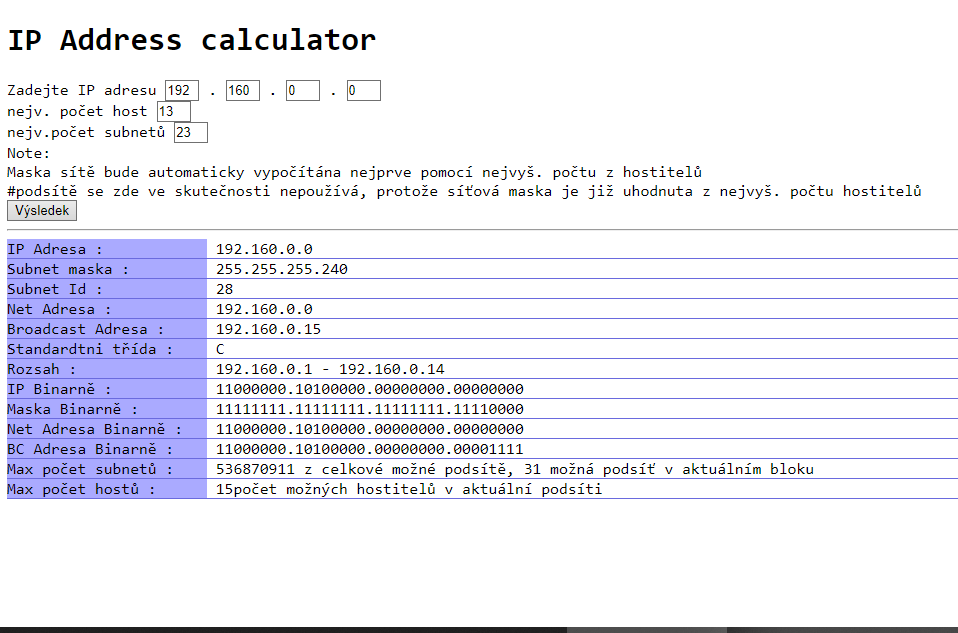 IP Address calculator
Zadejte IP adresu 192 . 160 . 0 . 0
nejv. počet host 13
nejv.počet subnetů 23
Note:
Maska sítě bude automaticky vypočítána nejprve pomocí nejvyš. počtu z hostitelů
#podsítě se zde ve skutečnosti nepoužívá, protože síťová maska je již uhodnuta z nejvyš. počtu hostitelů
Výsledek
IP Adresa : 192.160.0.0
Subnet maska : 255.255.255.240
Subnet Id : 28
Net Adresa : 192.160.0.0
Broadcast Adresa : 192.160.0.15
Standardtni třída : C
Rozsah : 192.160.0.1 - 192.160.0.14
IP Binarně : 11000000.10100000.00000000.00000000
Maska Binarně : 11111111.11111111.11111111.11110000
Net Adresa Binarně : 11000000.10100000.00000000.00000000
BC Adresa Binarně : 11000000.10100000.00000000.00001111
Max počet subnetů : 536870911 z celkové možné podsítě, 31 možná podsíť v aktuálním bloku
Max počet hostů : 15počet možných hostitelů v aktuální podsíti